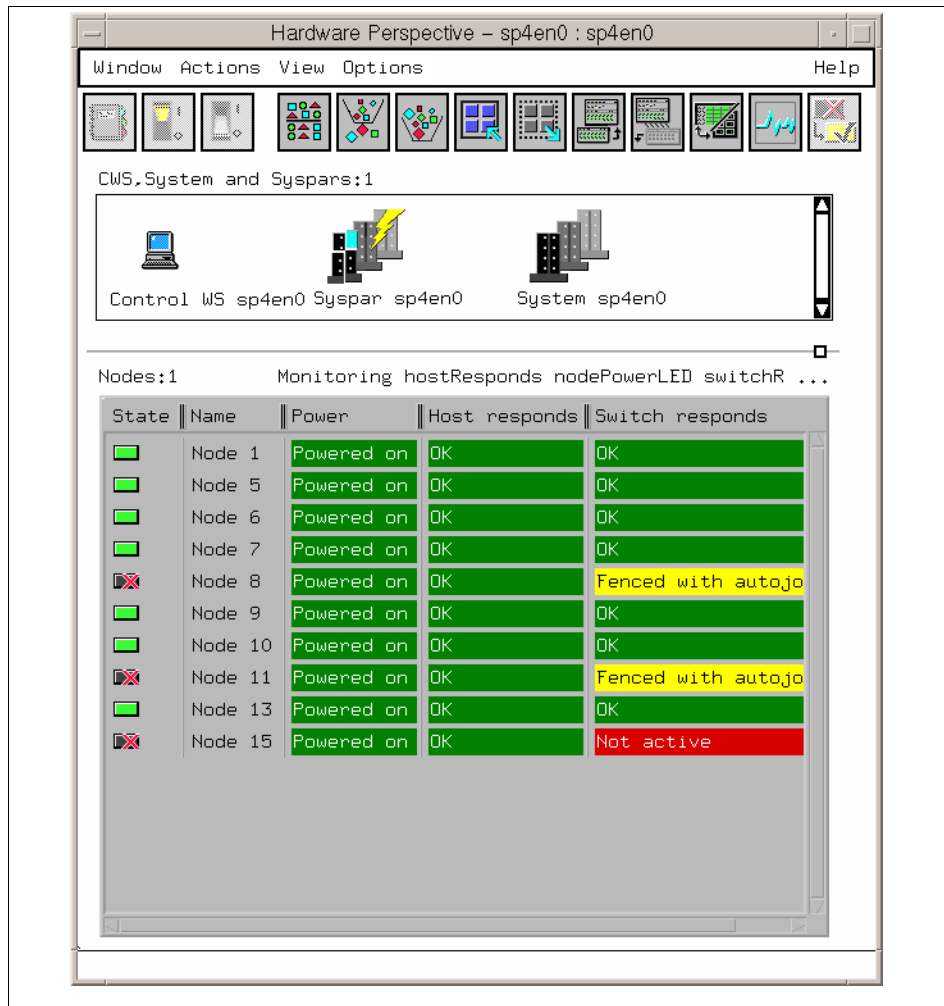 Hardware Perspective – sp4en0 : sp4en0
Window Actions View Options Help
CWS,System and Syspars:1
Control WS sp4en0 Syspar sp4en0 System sp4en0
Nodes:1 Monitoring hostResponds nodePowerLED switchR ...
State Name Power Host responds Switch responds
Node 1 Powered on OK OK
Node 5 Powered on OK OK
Node 6 Powered on OK OK
Node 7 Powered on OK OK
Node 8 Powered on OK Fenced with autojo
Node 9 Powered on OK OK
Node 10 Powered on OK OK
Node 11 Powered on OK Fenced with autojo
Node 13 Powered on OK OK
Node 15 Powered on OK Not active